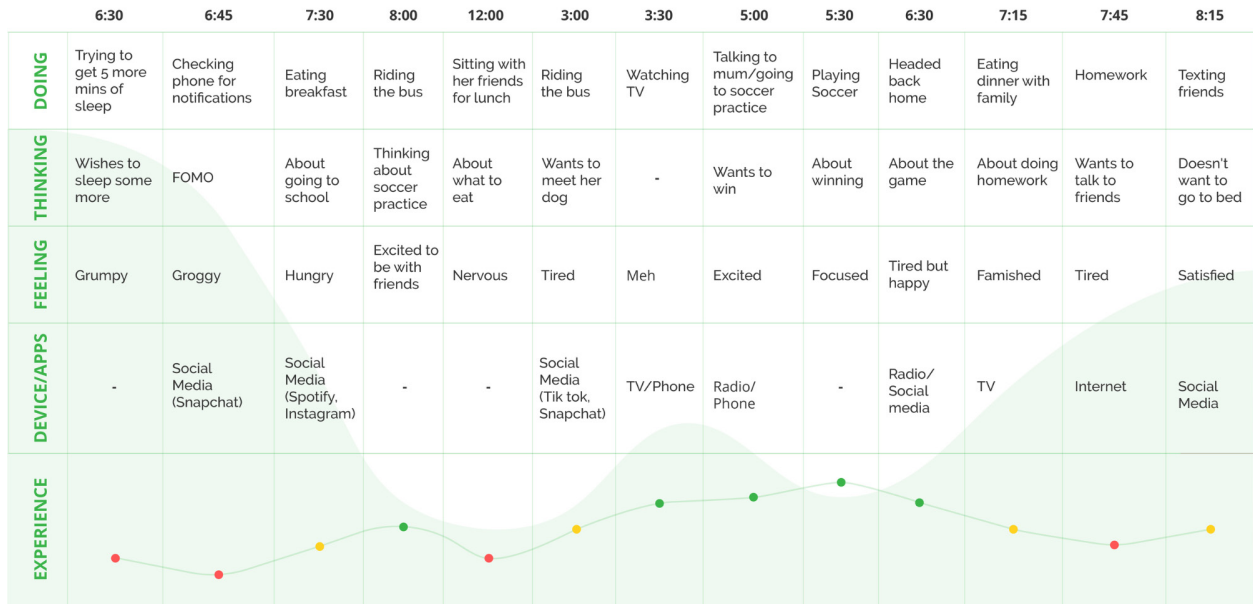 6:30 6:45 7:30 8:00 12:00 3:00 3:30 5:00 5:30 6:30 7:15 7:45 8:15
DOING
Trying to
get 5 more
mins of
sleep
Checking
phone for
notifications
Eating
breakfast
Riding
the bus
Sitting with
her friends
for lunch
Riding
the bus
Watching
TV
Talking to
mum/going
to soccer
practice
Playing
Soccer
Headed
back
home
Eating
dinner with
family
Homework
Texting
friends
THINKING
Wishes to
sleep some
more
FOMO
About
going to
school
Thinking
about
soccer
practice
About
what to
eat
Wants to
meet her
dog
-
Wants to
win
About
winning
About the
game
About doing
homework
Wants to
talk to
friends
Doesn't
want to
go to bed
FEELING
Grumpy
Groggy
Hungry
Excited to
be with
friends
Nervous
Tired
Meh
Excited
Focused
Tired but
happy
Famished
Tired
Satisfied
DEVICE/APPS
-
Social
Media
(Snapchat)
Social
Media
(Spotify,
Instagram)
-
-
Social
Media
(Tik tok,
Snapchat)
TV/Phone
Radio/
Phone
-
Radio/
Social
media
TV
Internet
Social
Media
EXPERIENCE